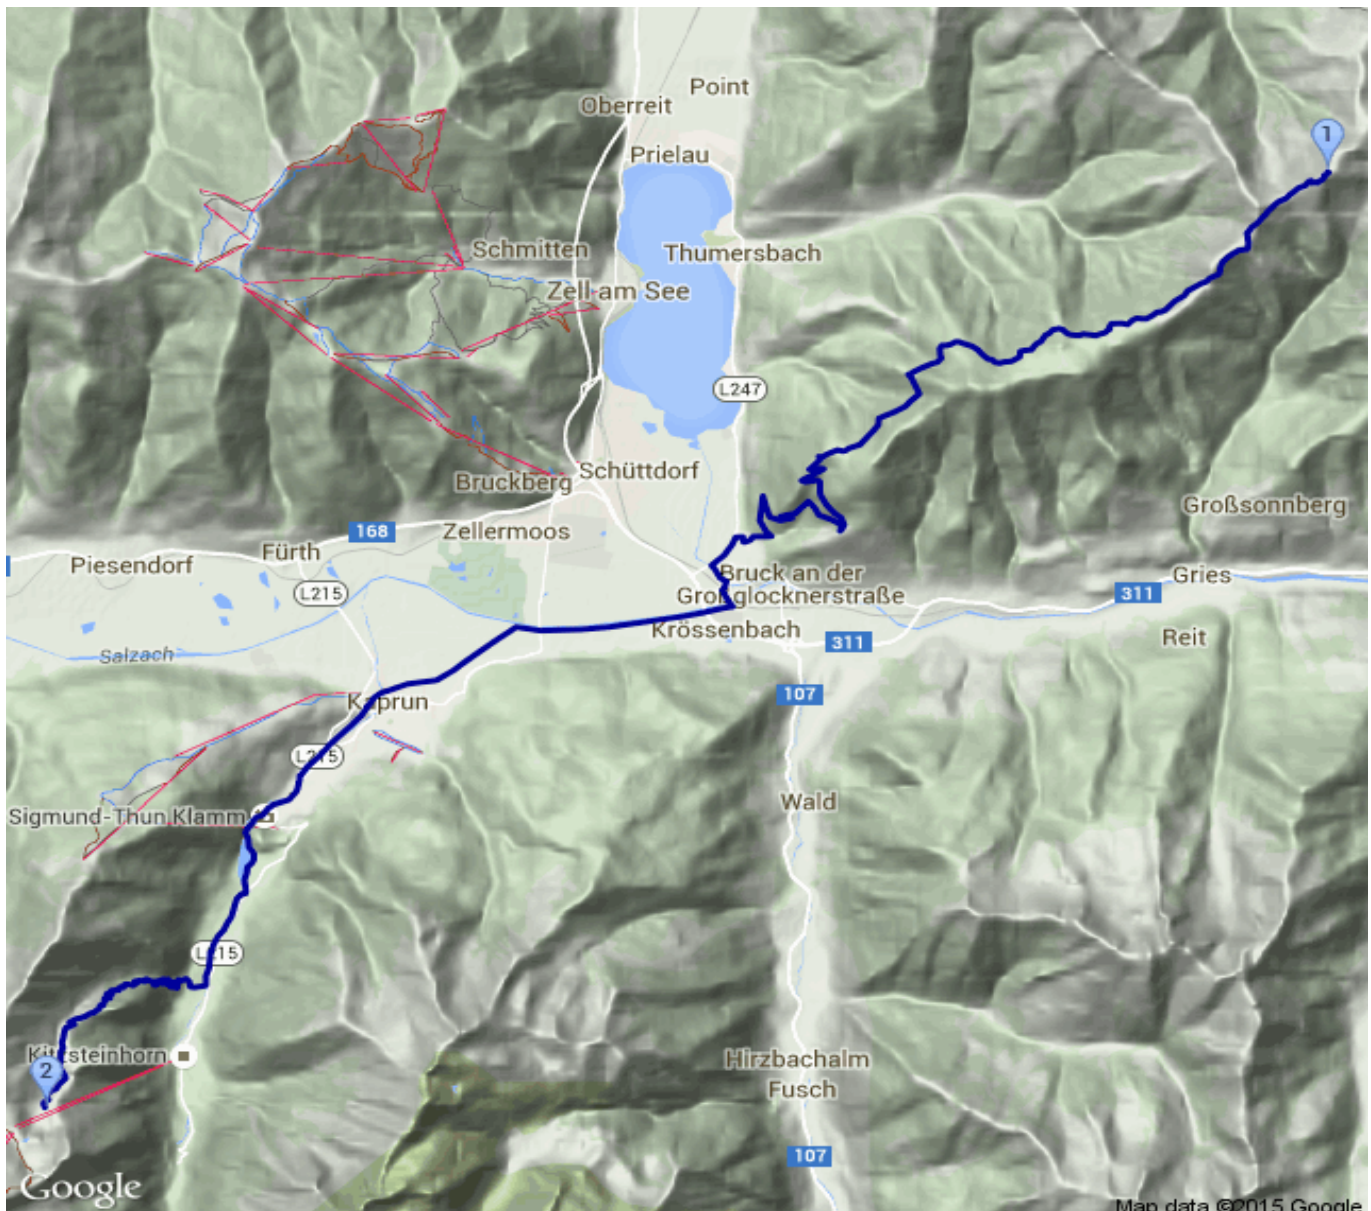 Point
Oberreit
1
Prielau
Schmitten
Thumersbach
Zell am See
L247
Schüttdorf
Bruckberg
Großsonnberg
168
Zellermoos
Fürth
Piesendorf
Bruck an der
Großglocknerstraße
Gries
L215
311
Krössenbach
311
Reit
Salzach
107
Kaprun
L215
Wald
Sigmund-Thun Klamm
L215
Kitzsteinhorn
2
Hirzbachalm
Fusch
107
Google
Map data ©2015 Google